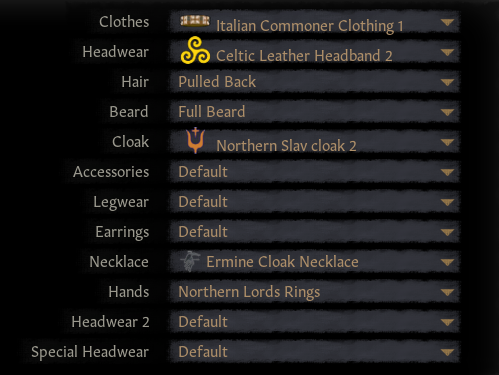 Clothes Italian Commoner Clothing 1
Headwear Celtic Leather Headband 2
Hair Pulled Back
Beard Full Beard
Cloak Northern Slav cloak 2
Accessories Default
Legwear Default
Earrings Default
Necklace Ermine Cloak Necklace
Hands Northern Lords Rings
Headwear 2 Default
Special Headwear Default